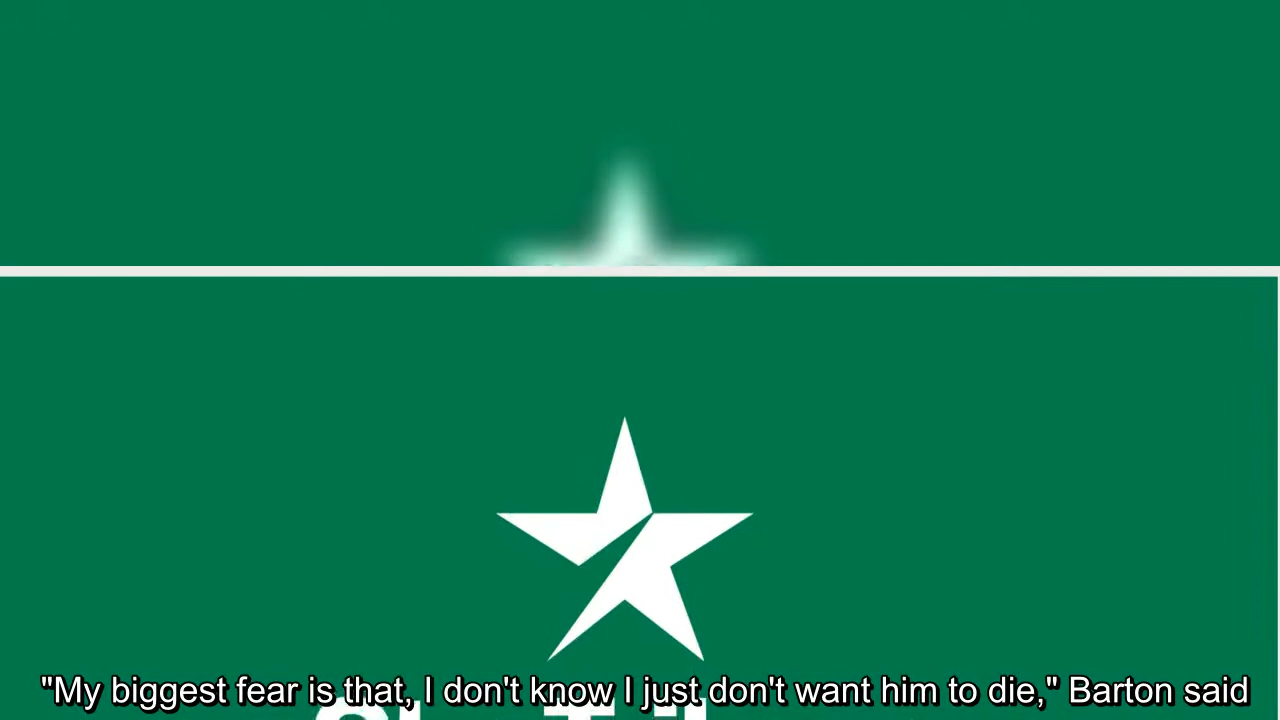 "My biggest fear is that, I don't know I just don't want him to die," Barton said